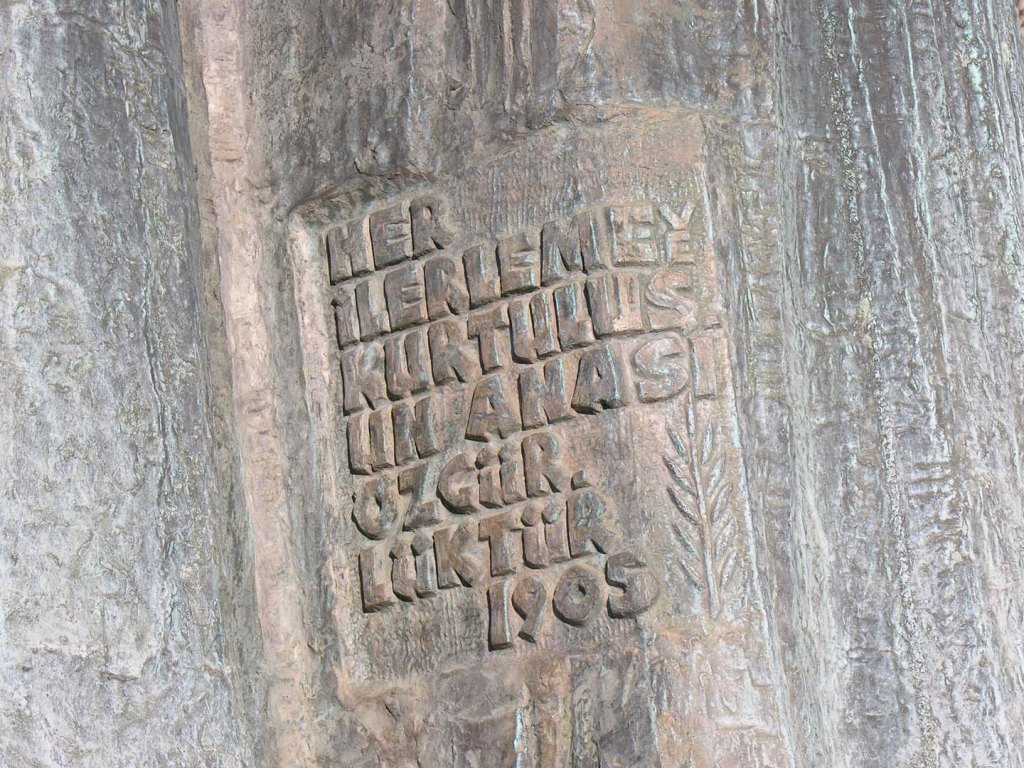 HER
İLERLEMEYE
KURTULUŞ.
UN ANASI
ÖZGÜR.
LÜKTÜR
1905